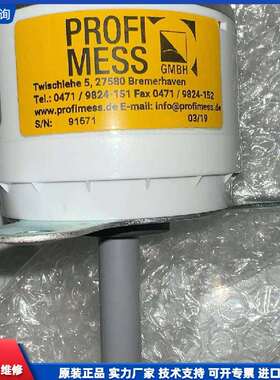 询
PROFI
MESS
GMBH
Twischlehe 5, 27580 Bremerhaven
Tel.: 0471 / 9824-151 Fax 0471 / 9824-152
www.profimess.de E-mail: info@profimess.de
S/N: 91571 03/19
维修
原装正品 实力厂家 技术支持 可开专票 进口